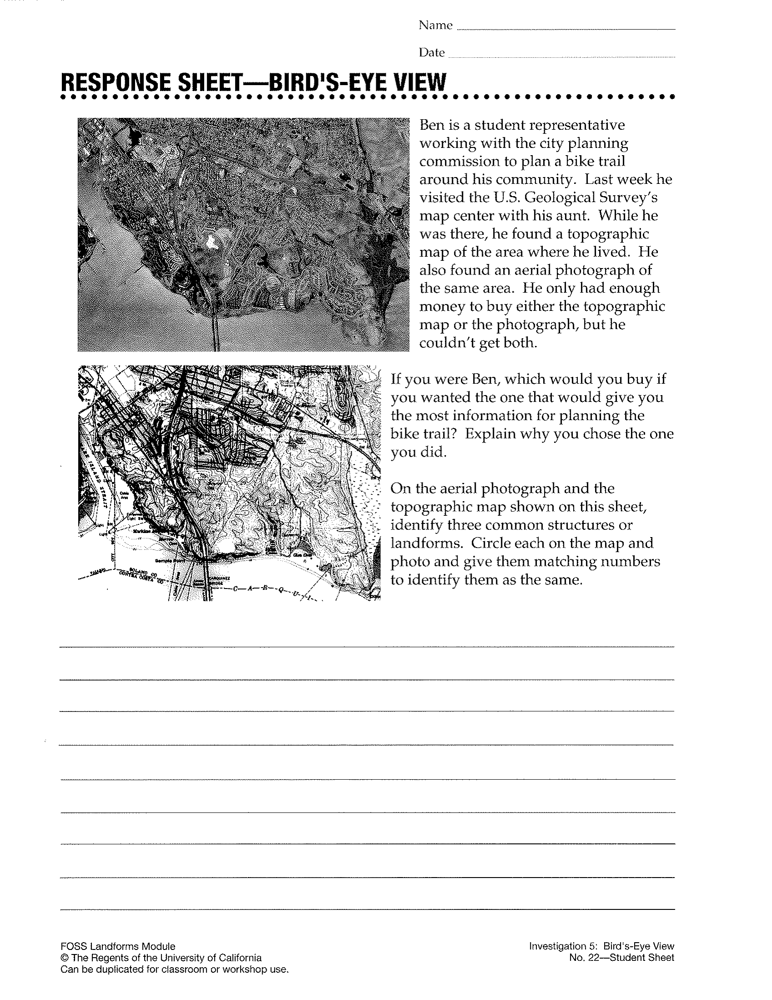 Name
Date
RESPONSE SHEET—BIRD'S-EYE VIEW
Ben is a student representative
working with the city planning
commission to plan a bike trail
around his community. Last week he
visited the U.S. Geological Survey's
map center with his aunt. While he
was there, he found a topographic
map of the area where he lived. He
also found an aerial photograph of
the same area. He only had enough
money to buy either the topographic
map or the photograph, but he
couldn't get both.
If you were Ben, which would you buy if
you wanted the one that would give you
the most information for planning the
bike trail? Explain why you chose the one
you did.
On the aerial photograph and the
topographic map shown on this sheet,
identify three common structures or
landforms. Circle each on the map and
photo and give them matching numbers
to identify them as the same.
ISLAND STRAIT
Semple Point
SOLANO CO
CONTRA COSTA CO
CARQUINEZ
BRIDGE
C—A—R—Q—U—I
FOSS Landforms Module
© The Regents of the University of California
Can be duplicated for classroom or workshop use.
Investigation 5: Bird's-Eye View
No. 22—Student Sheet